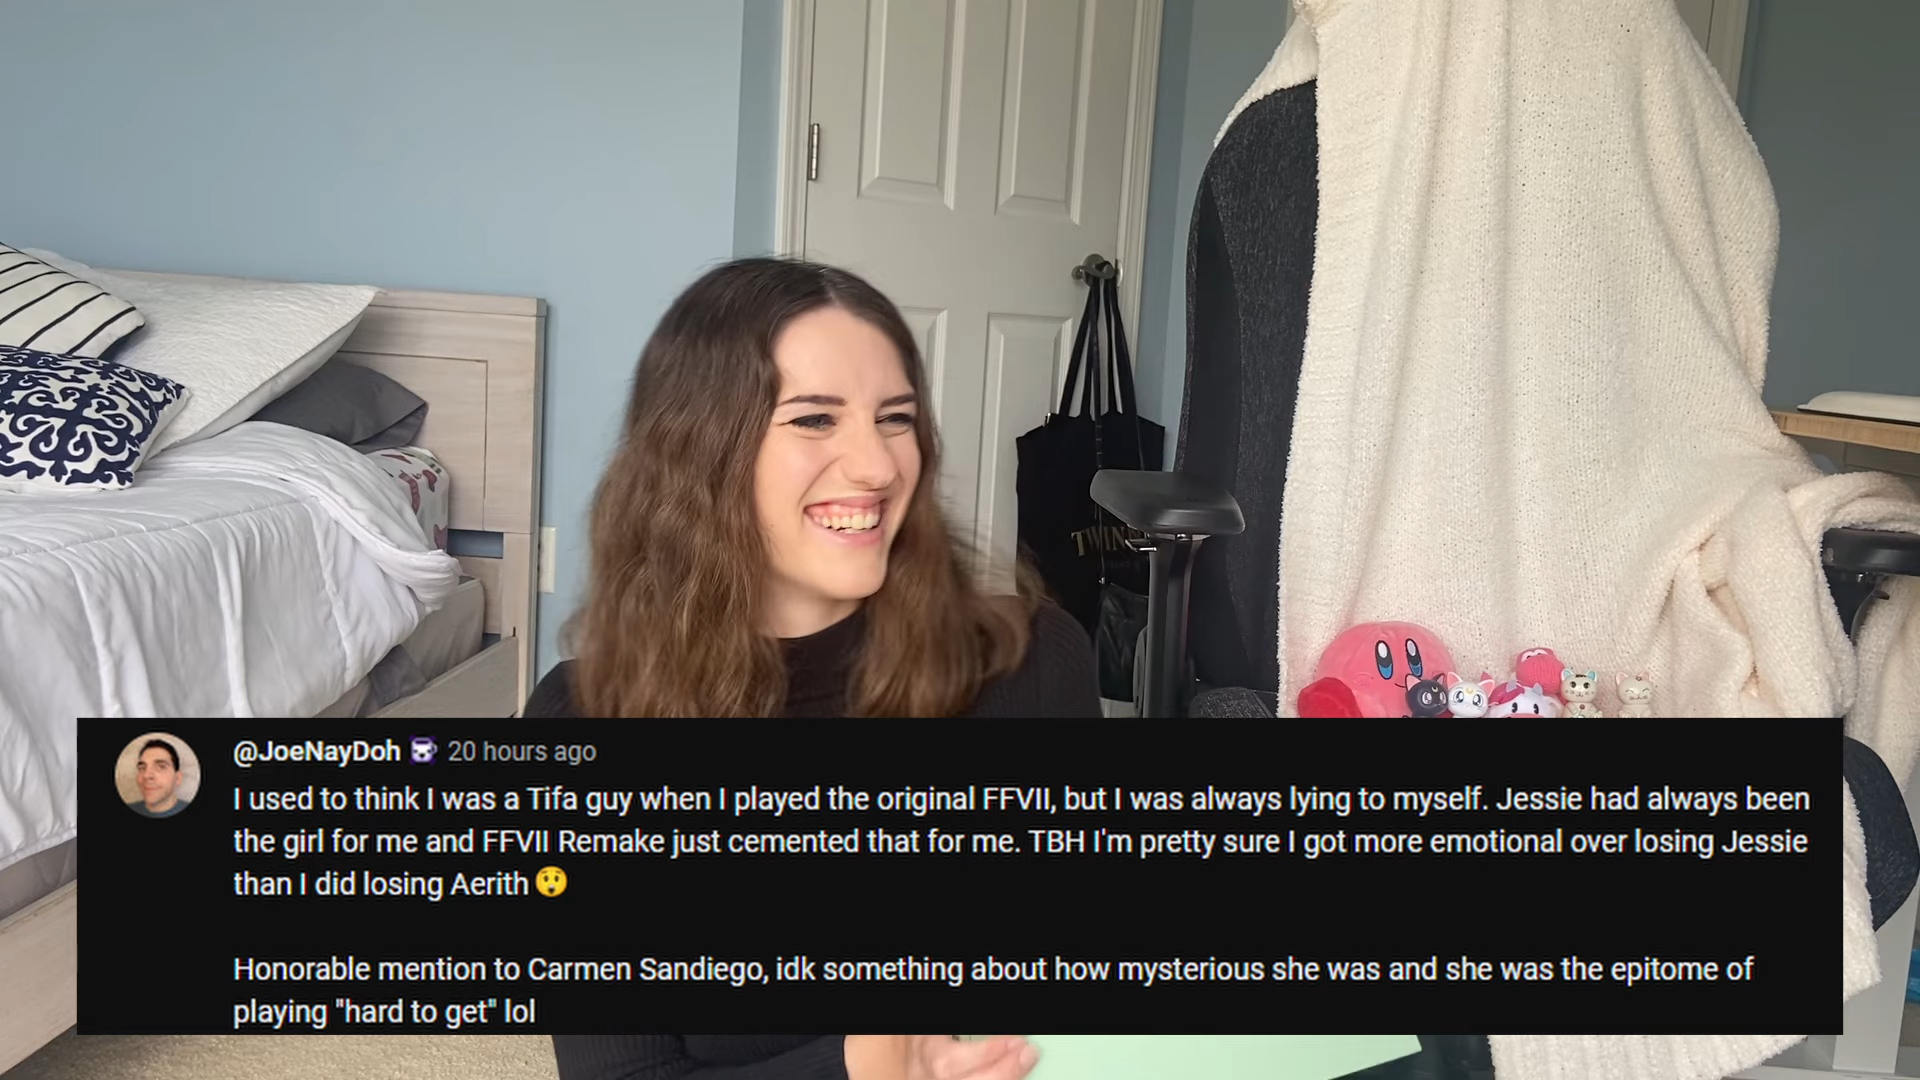 TWIN
@JoeNayDoh 20 hours ago
I used to think I was a Tifa guy when I played the original FFVII, but I was always lying to myself. Jessie had always been
the girl for me and FFVII Remake just cemented that for me. TBH I'm pretty sure I got more emotional over losing Jessie
than I did losing Aerith 😲
Honorable mention to Carmen Sandiego, idk something about how mysterious she was and she was the epitome of
playing "hard to get" lol